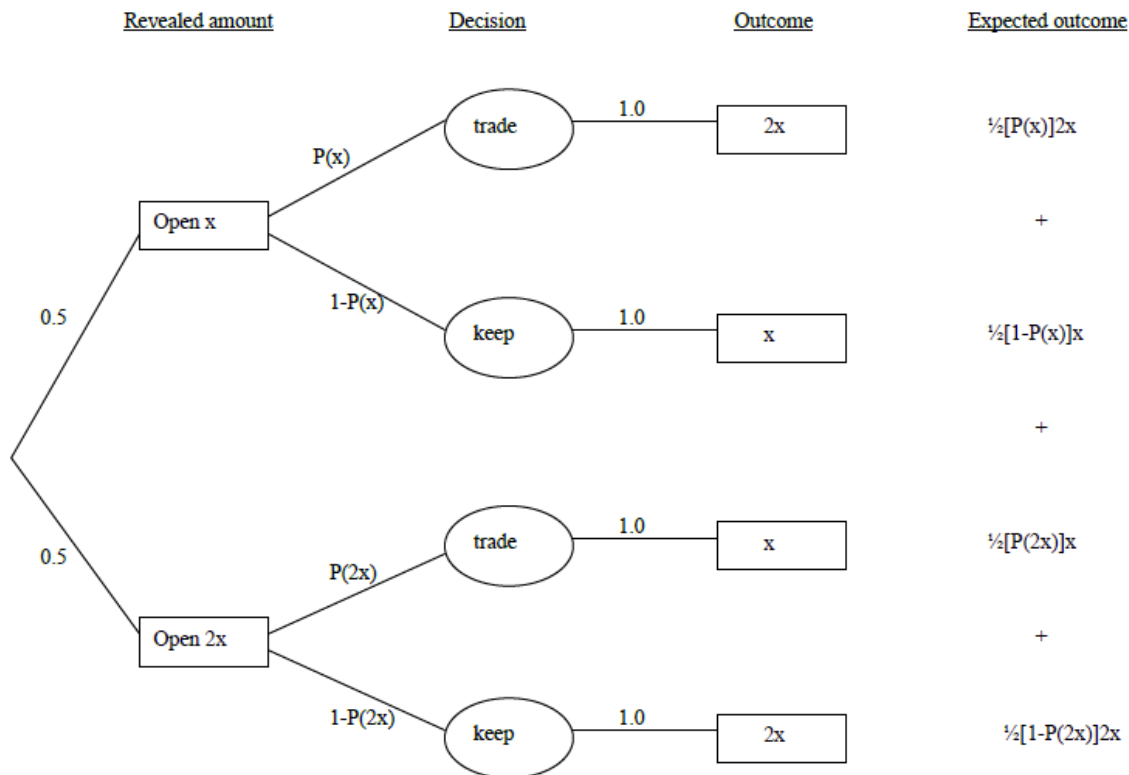 Revealed amount Decision Outcome Expected outcome
trade 1.0 2x ½[P(x)]2x
P(x)
Open x +
1-P(x)
0.5 keep 1.0 x ½[1-P(x)]x
+
0.5 trade 1.0 x ½[P(2x)]x
P(2x)
Open 2x +
1-P(2x)
keep 1.0 2x ½[1-P(2x)]2x